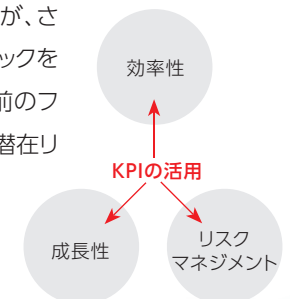 が、さ
ックを
前のフ
潜在リ
効率性
KPIの活用
成長性
リスク
マネジメント